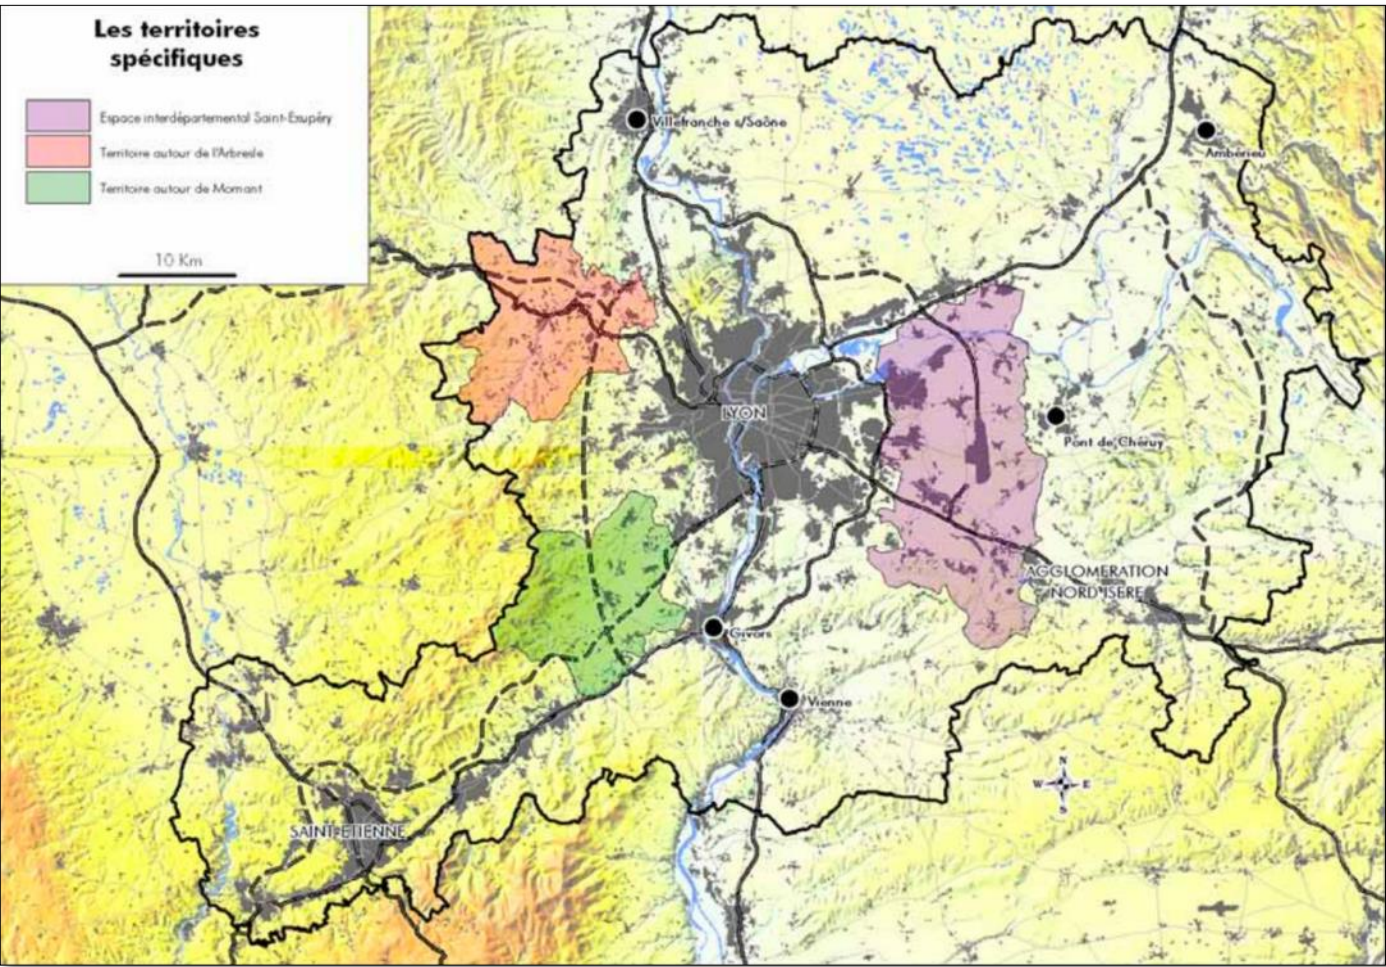 Les territoires
spécifiques
Espace interdépartemental Saint-Exupéry
Territoire autour de l'Arbresle
Territoire autour de Mornant
10 Km
Villefranche s/Saône
Ambérieu
LYON
Pont de Chéruy
AGGLOMERATION
NORD ISERE
Givors
Vienne
N
W E
S
SAINT-ETIENNE